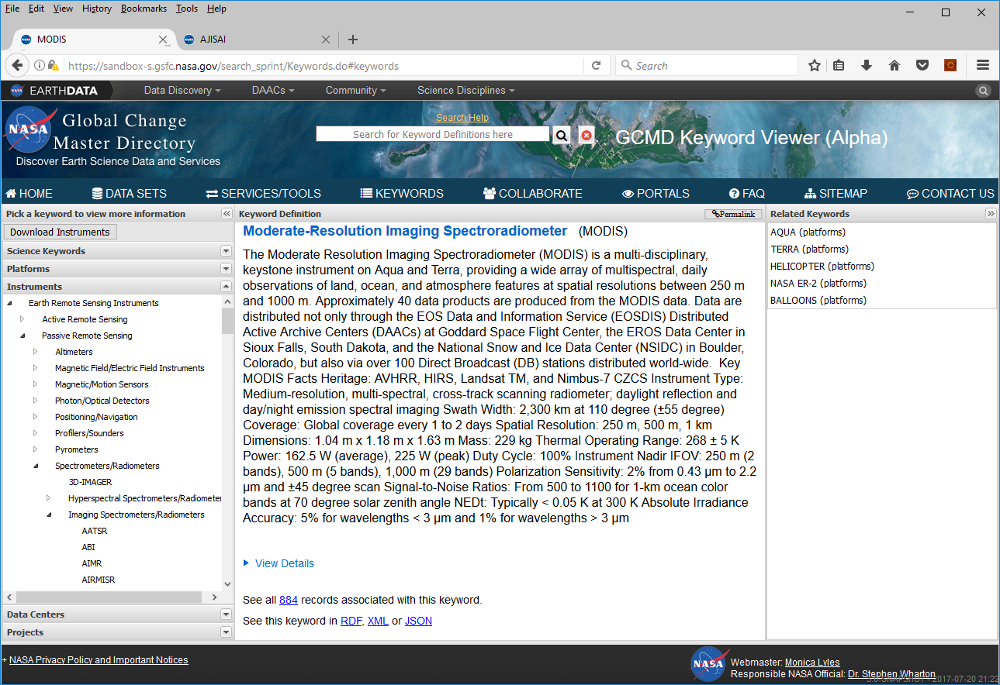 File Edit View History Bookmarks Tools Help
MODIS
AJISAI
https://sandbox-s.gsfc.nasa.gov/search_sprint/Keywords.do#keywords
Search
NASA
EARTHDATA
Data Discovery
DAACs
Community
Science Disciplines
NASA
Global Change
Master Directory
Discover Earth Science Data and Services
Search Help
Search for Keyword Definitions here
GCMD Keyword Viewer (Alpha)
HOME
DATA SETS
SERVICES/TOOLS
KEYWORDS
COLLABORATE
PORTALS
FAQ
SITEMAP
CONTACT US
Pick a keyword to view more information
Download Instruments
Science Keywords
Platforms
Instruments
Earth Remote Sensing Instruments
Active Remote Sensing
Passive Remote Sensing
Altimeters
Magnetic Field/Electric Field Instruments
Magnetic/Motion Sensors
Photon/Optical Detectors
Positioning/Navigation
Profilers/Sounders
Pyrometers
Spectrometers/Radiometers
3D-IMAGER
Hyperspectral Spectrometers/Radiometer
Imaging Spectrometers/Radiometers
AATSR
ABI
AIMR
AIRMISR
Data Centers
Projects
Keyword Definition
Permalink
Moderate-Resolution Imaging Spectroradiometer (MODIS)
The Moderate Resolution Imaging Spectroradiometer (MODIS) is a multi-disciplinary,
keystone instrument on Aqua and Terra, providing a wide array of multispectral, daily
observations of land, ocean, and atmosphere features at spatial resolutions between 250 m
and 1000 m. Approximately 40 data products are produced from the MODIS data. Data are
distributed not only through the EOS Data and Information Service (EOSDIS) Distributed
Active Archive Centers (DAACs) at Goddard Space Flight Center, the EROS Data Center in
Sioux Falls, South Dakota, and the National Snow and Ice Data Center (NSIDC) in Boulder,
Colorado, but also via over 100 Direct Broadcast (DB) stations distributed world-wide. Key
MODIS Facts Heritage: AVHRR, HIRS, Landsat TM, and Nimbus-7 CZCS Instrument Type:
Medium-resolution, multi-spectral, cross-track scanning radiometer; daylight reflection and
day/night emission spectral imaging Swath Width: 2,300 km at 110 degree (±55 degree)
Coverage: Global coverage every 1 to 2 days Spatial Resolution: 250 m, 500 m, 1 km
Dimensions: 1.04 m x 1.18 m x 1.63 m Mass: 229 kg Thermal Operating Range: 268 ± 5 K
Power: 162.5 W (average), 225 W (peak) Duty Cycle: 100% Instrument Nadir IFOV: 250 m (2
bands), 500 m (5 bands), 1,000 m (29 bands) Polarization Sensitivity: 2% from 0.43 µm to 2.2
µm and ±45 degree scan Signal-to-Noise Ratios: From 500 to 1100 for 1-km ocean color
bands at 70 degree solar zenith angle NEDt: Typically < 0.05 K at 300 K Absolute Irradiance
Accuracy: 5% for wavelengths < 3 µm and 1% for wavelengths > 3 µm
View Details
See all 884 records associated with this keyword.
See this keyword in RDF, XML or JSON
Related Keywords
AQUA (platforms)
TERRA (platforms)
HELICOPTER (platforms)
NASA ER-2 (platforms)
BALLOONS (platforms)
+ NASA Privacy Policy and Important Notices
NASA
Webmaster: Monica Lyles
Responsible NASA Official: Dr. Stephen Wharton
SNAPSHOT - 2017-07-20 21:22